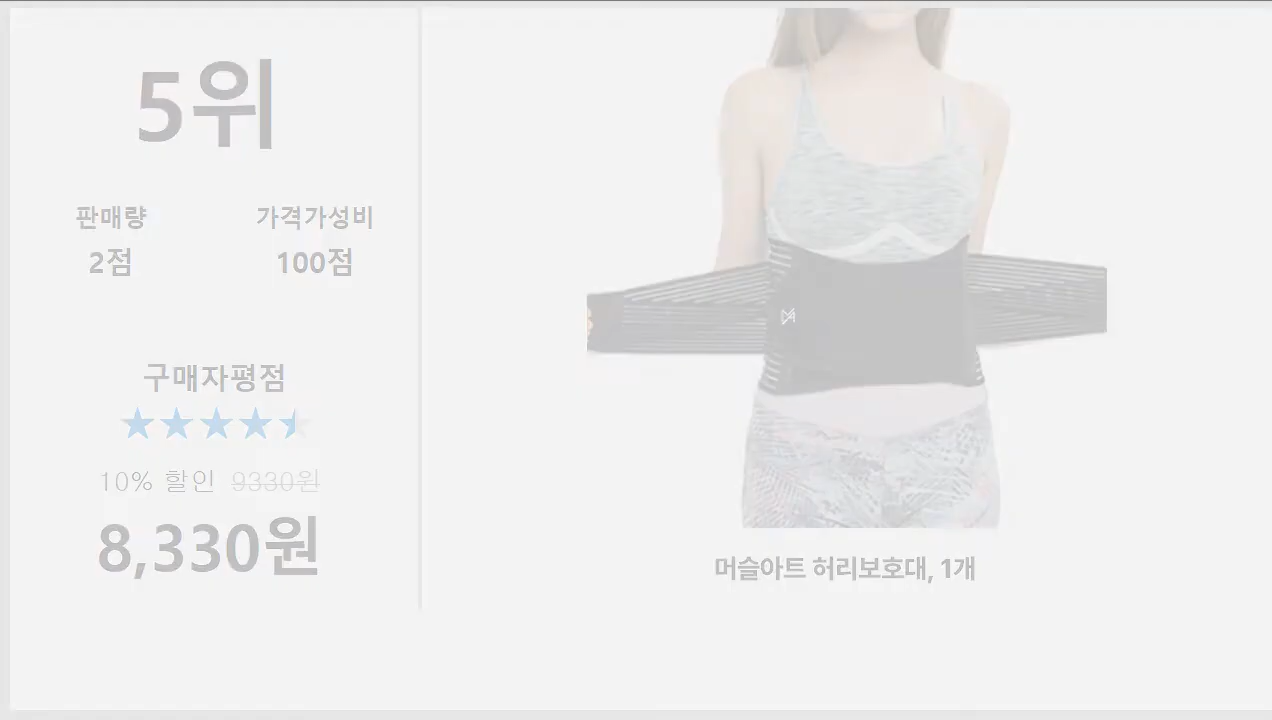 5위
판매량
2점
가격가성비
100점
구매자평점
10% 할인 9330원
8,330원
머슬아트 허리보호대, 1개